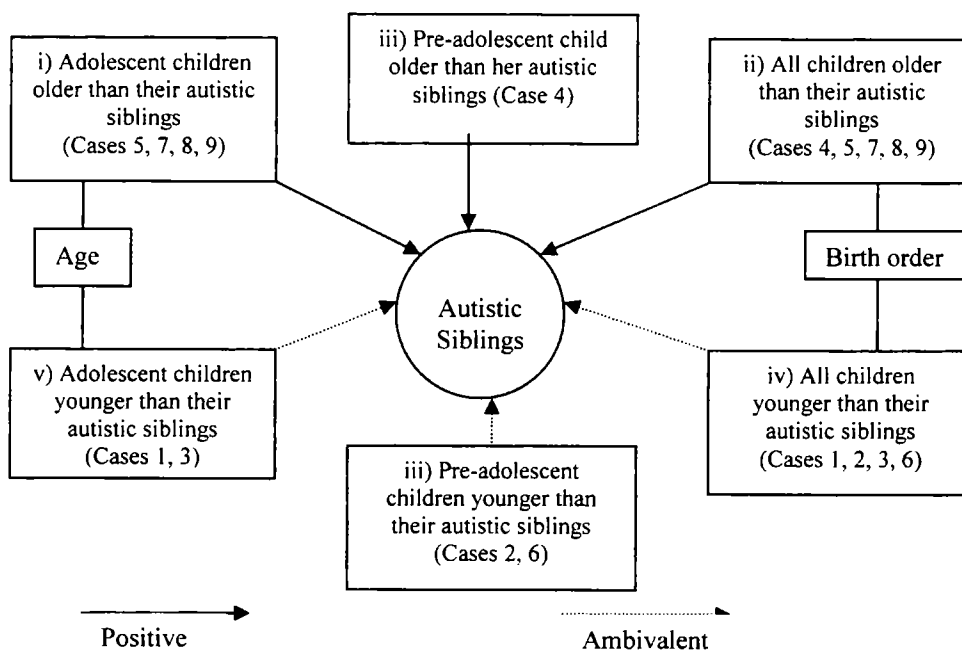 i) Adolescent children
older than their autistic
siblings
(Cases 5, 7, 8, 9)
iii) Pre-adolescent child
older than her autistic
siblings (Case 4)
ii) All children older
than their autistic
siblings
(Cases 4, 5, 7, 8, 9)
Age
Birth order
Autistic
Siblings
v) Adolescent children
younger than their
autistic siblings
(Cases 1, 3)
iii) Pre-adolescent
children younger than
their autistic siblings
(Cases 2, 6)
iv) All children
younger than their
autistic siblings
(Cases 1, 2, 3, 6)
Positive
Ambivalent